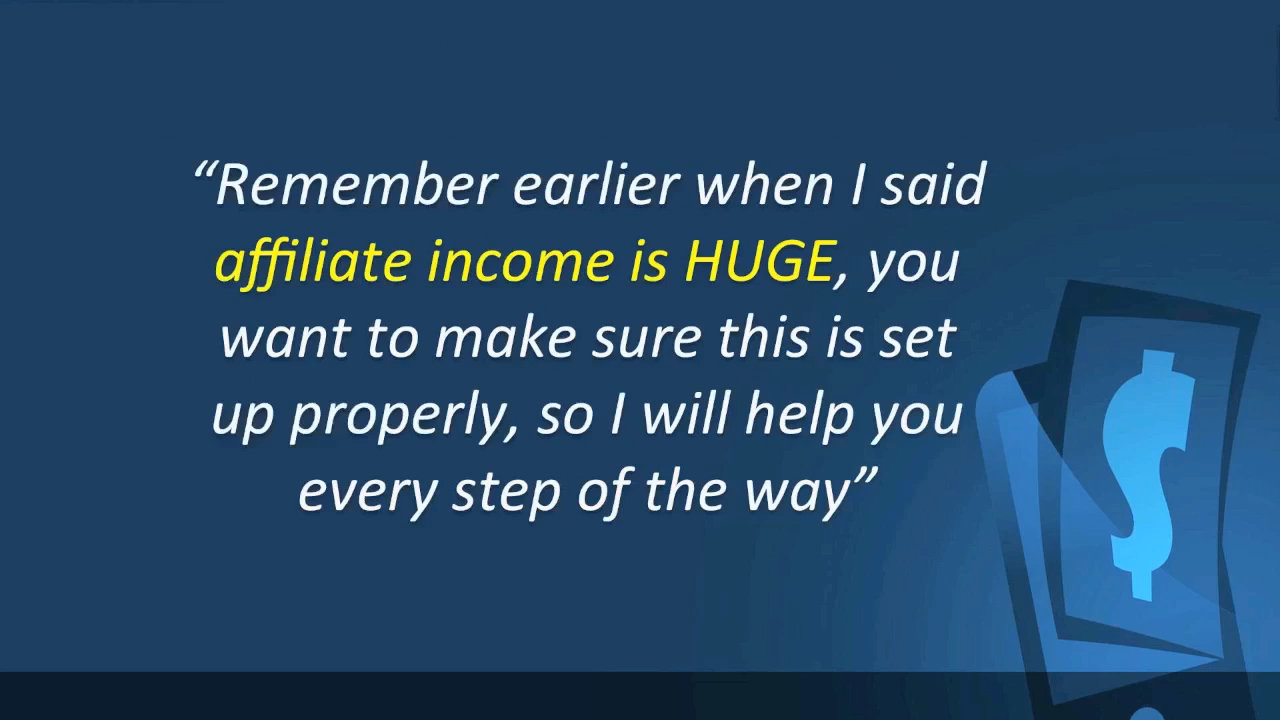 “Remember earlier when I said
affiliate income is HUGE, you
want to make sure this is set
up properly, so I will help you
every step of the way”
$